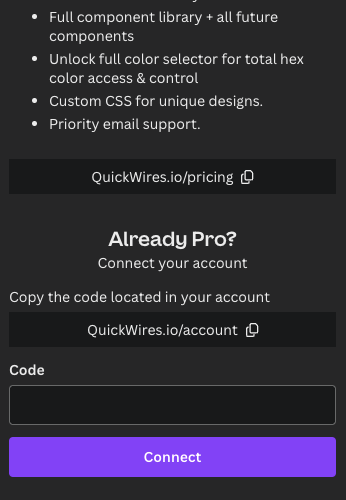 Full component library + all future
components
Unlock full color selector for total hex
color access & control
Custom CSS for unique designs.
Priority email support.
QuickWires.io/pricing
Already Pro?
Connect your account
Copy the code located in your account
QuickWires.io/account
Code
Connect